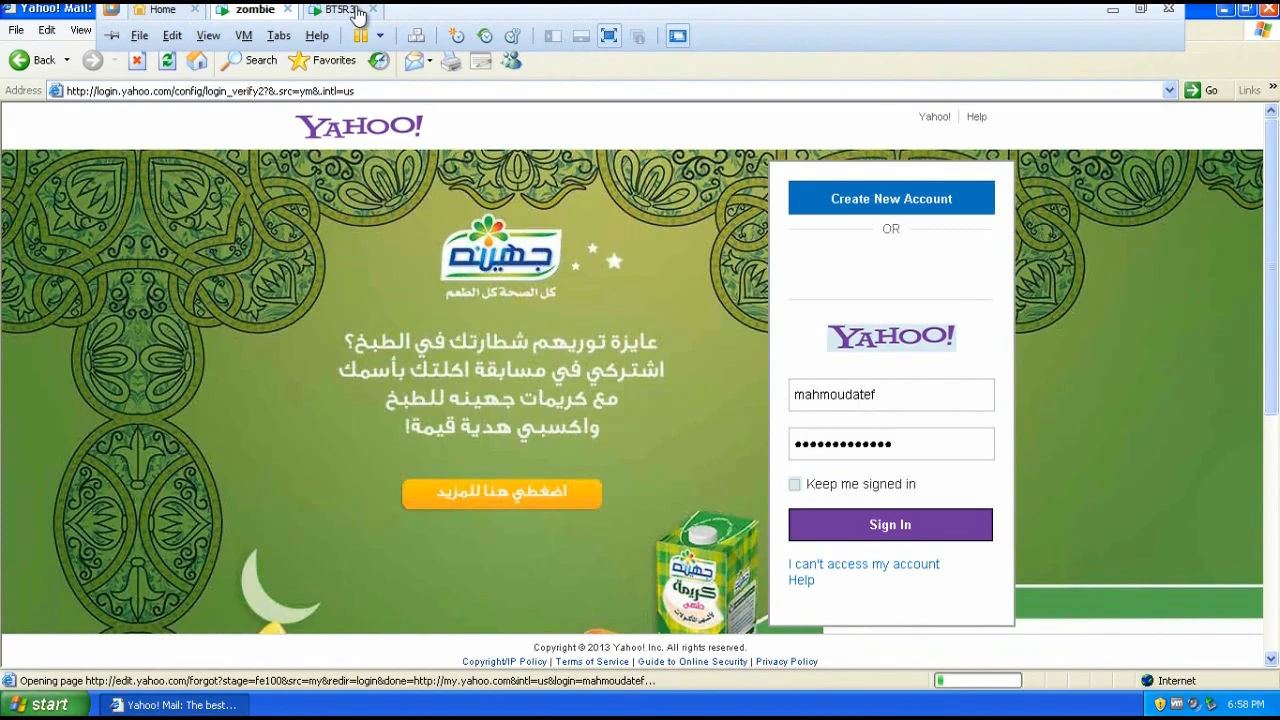 Yahoo! Mail:
Home
zombie
BT5R3
File Edit View
File Edit View VM Tabs Help
Back
Search
Favorites
Address
http://login.yahoo.com/config/login_verify2?&.src=ym&.intl=us
Go
Links
YAHOO!
Yahoo!
Help
Create New Account
OR
جهينه
كل الصحة كل الطعم
YAHOO!
عايزة توريهم شطارتك في الطبخ؟
اشتركي في مسابقة اكلتك بأسمك
مع كريمات جهينه للطبخ
واكسبي هدية قيمة!
mahmoudatef
Keep me signed in
اضغطي هنا للمزيد
Sign In
I can't access my account
Help
جهينه
كريمة
Copyright © 2013 Yahoo! Inc. All rights reserved.
Copyright/IP Policy | Terms of Service | Guide to Online Security | Privacy Policy
Opening page http://edit.yahoo.com/forgot?stage=fe100&src=my&redir=login&done=http://my.yahoo.com&intl=us&login=mahmoudatef...
Internet
start
Yahoo! Mail: The best...
6:58 PM